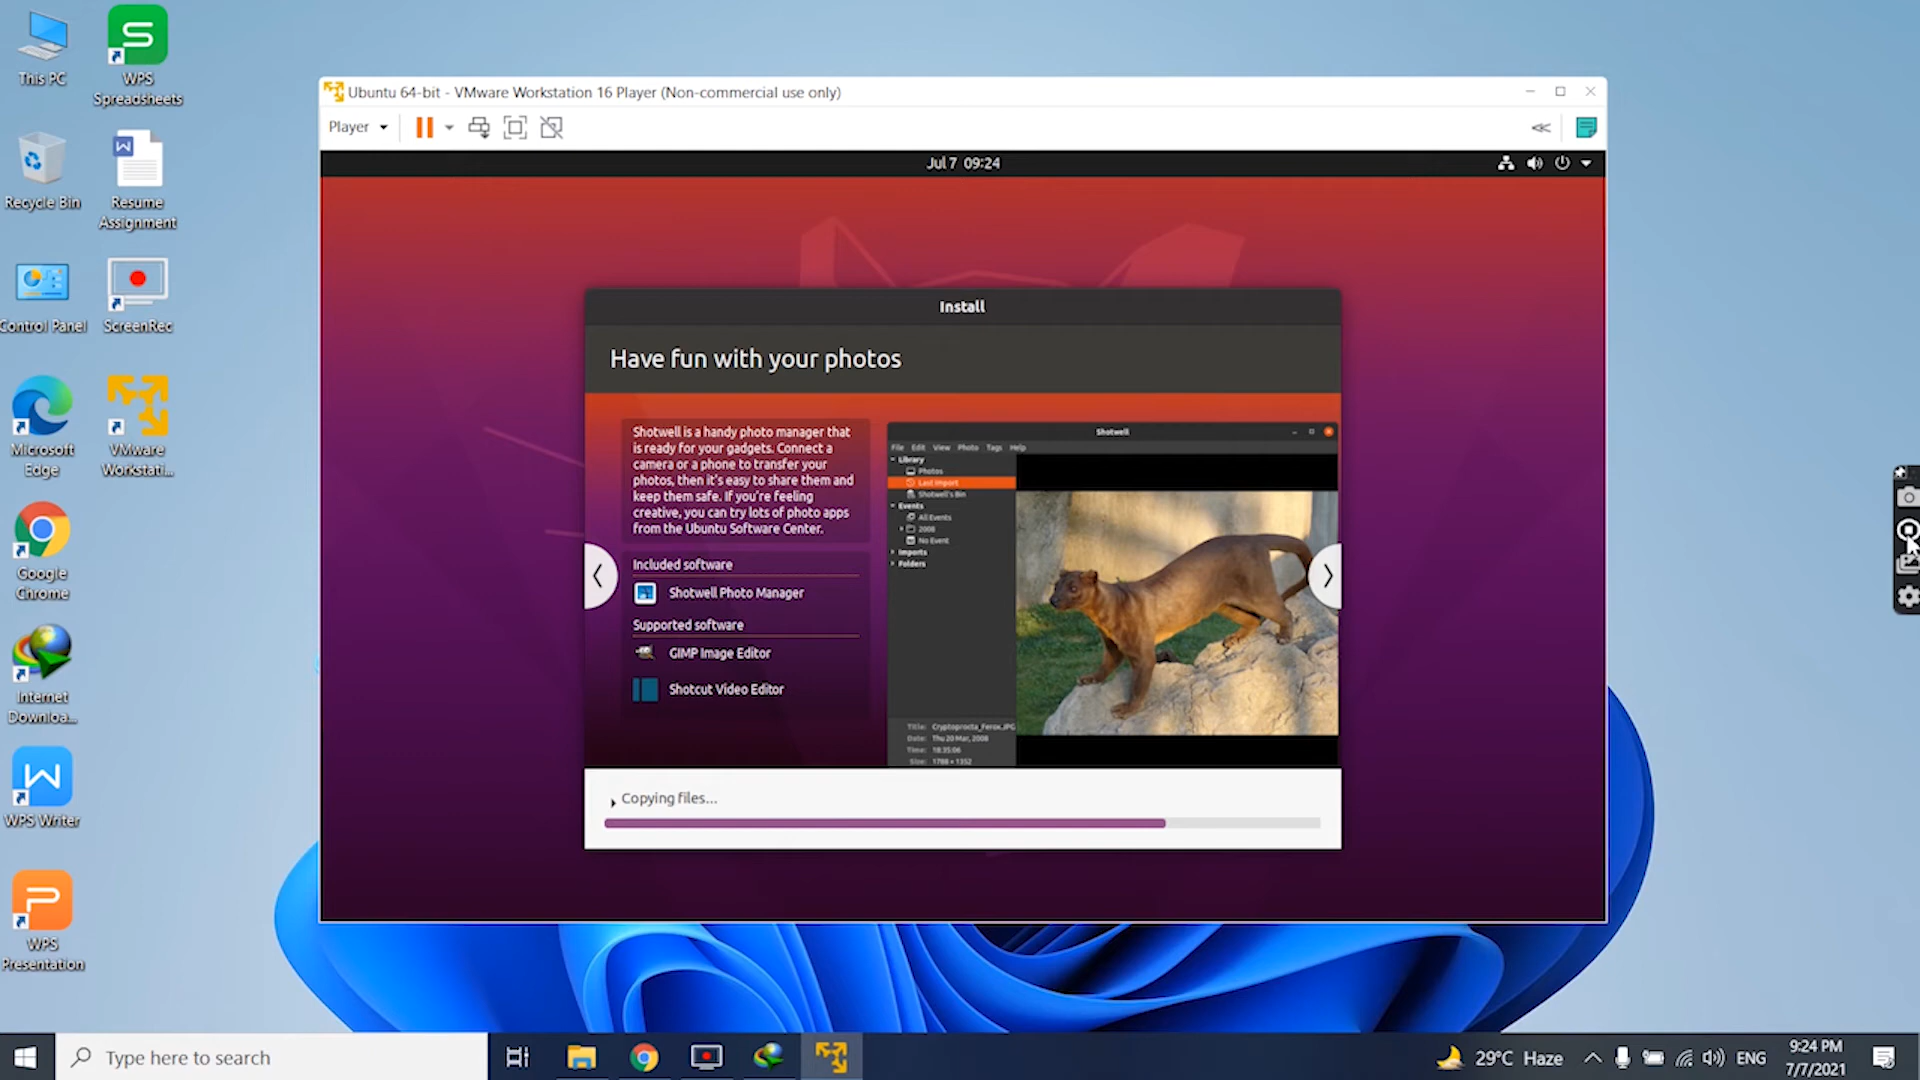 This PC
WPS
Spreadsheets
Recycle Bin
Resume
Assignment
Control Panel
ScreenRec
Microsoft
Edge
VMware
Workstati...
Google
Chrome
Internet
Downloa...
WPS Writer
WPS
Presentation
Ubuntu 64-bit - VMware Workstation 16 Player (Non-commercial use only)
Player
Jul 7 09:24
Install
Have fun with your photos
Shotwell is a handy photo manager that
is ready for your gadgets. Connect a
camera or a phone to transfer your
photos, then it's easy to share them and
keep them safe. If you're feeling
creative, you can try lots of photo apps
from the Ubuntu Software Center.
Included software
Shotwell Photo Manager
Supported software
GIMP Image Editor
Shotcut Video Editor
Shotwell
File Edit View Photo Tags Help
Library
Photos
Last Import
Shotwell's Bin
Events
All Events
2008
No Event
Imports
Folders
Title: Cryptoprocta_Ferox.JPG
Date: Thu 20 Mar, 2008
Time: 18:35:06
Size: 1788 × 1352
Copying files...
Type here to search
29°C Haze
ENG
9:24 PM
7/7/2021